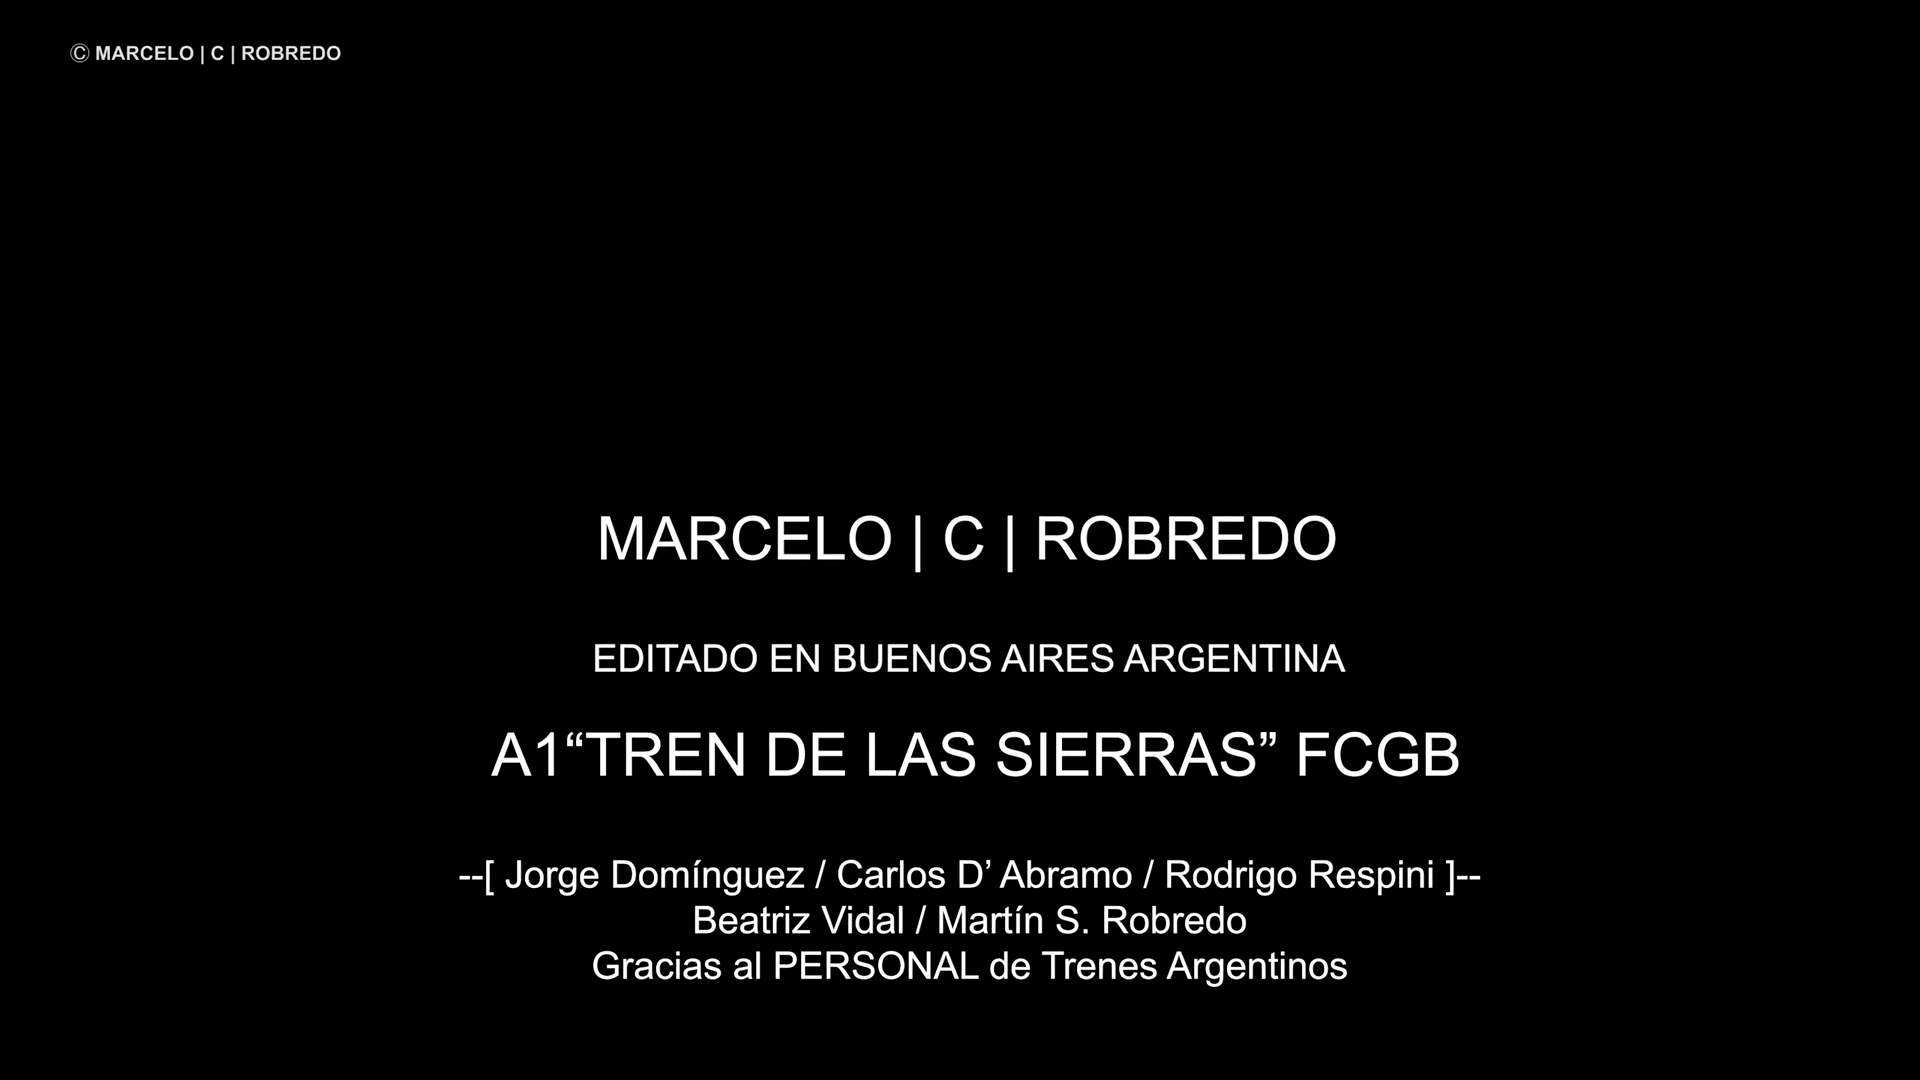 Ⓒ MARCELO | C | ROBREDO
MARCELO | C | ROBREDO
EDITADO EN BUENOS AIRES ARGENTINA
A1“TREN DE LAS SIERRAS” FCGB
--[ Jorge Domínguez / Carlos D’ Abramo / Rodrigo Respini ]--
Beatriz Vidal / Martín S. Robredo
Gracias al PERSONAL de Trenes Argentinos